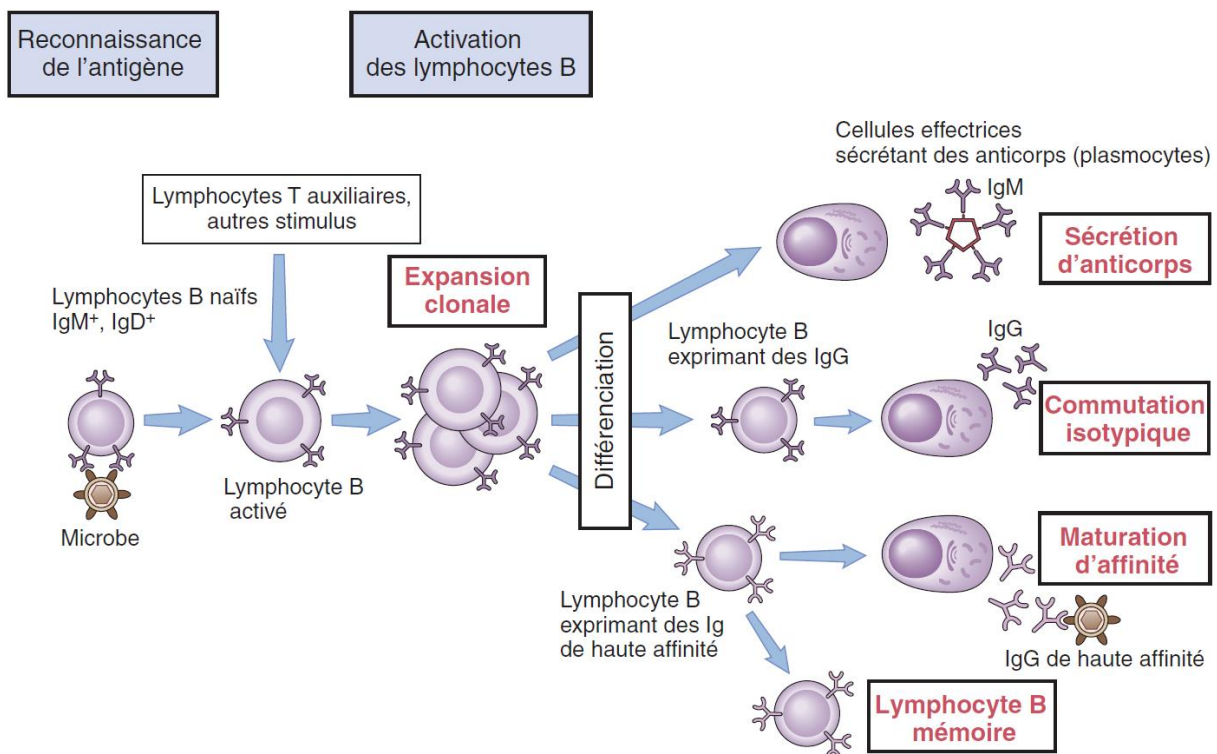 Reconnaissance
de l’antigène
Activation
des lymphocytes B
Cellules effectrices
sécrétant des anticorps (plasmocytes)
IgM
Sécrétion
d’anticorps
Lymphocytes T auxiliaires,
autres stimulus
Lymphocytes B naïfs
IgM⁺, IgD⁺
Expansion
clonale
Différenciation
Lymphocyte B
exprimant des IgG
IgG
Commutation
isotypique
Lymphocyte B
activé
Microbe
Maturation
d’affinité
Lymphocyte B
exprimant des Ig
de haute affinité
IgG de haute affinité
Lymphocyte B
mémoire